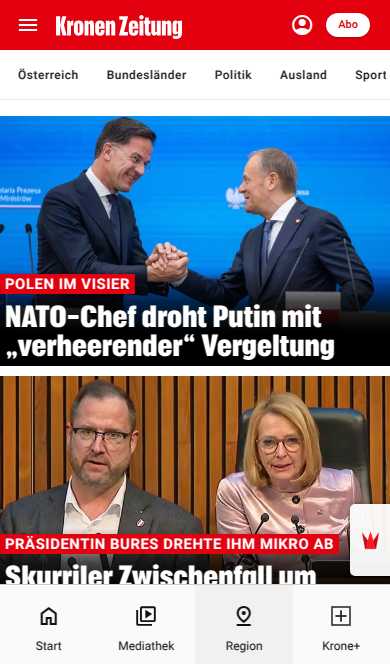 Kronen Zeitung
Abo
Österreich Bundesländer Politik Ausland Sport
POLEN IM VISIER
NATO-Chef droht Putin mit
„verheerender“ Vergeltung
PRÄSIDENTIN BURES DREHTE IHM MIKRO AB
Skurriler Zwischenfall um
Start Mediathek Region Krone+